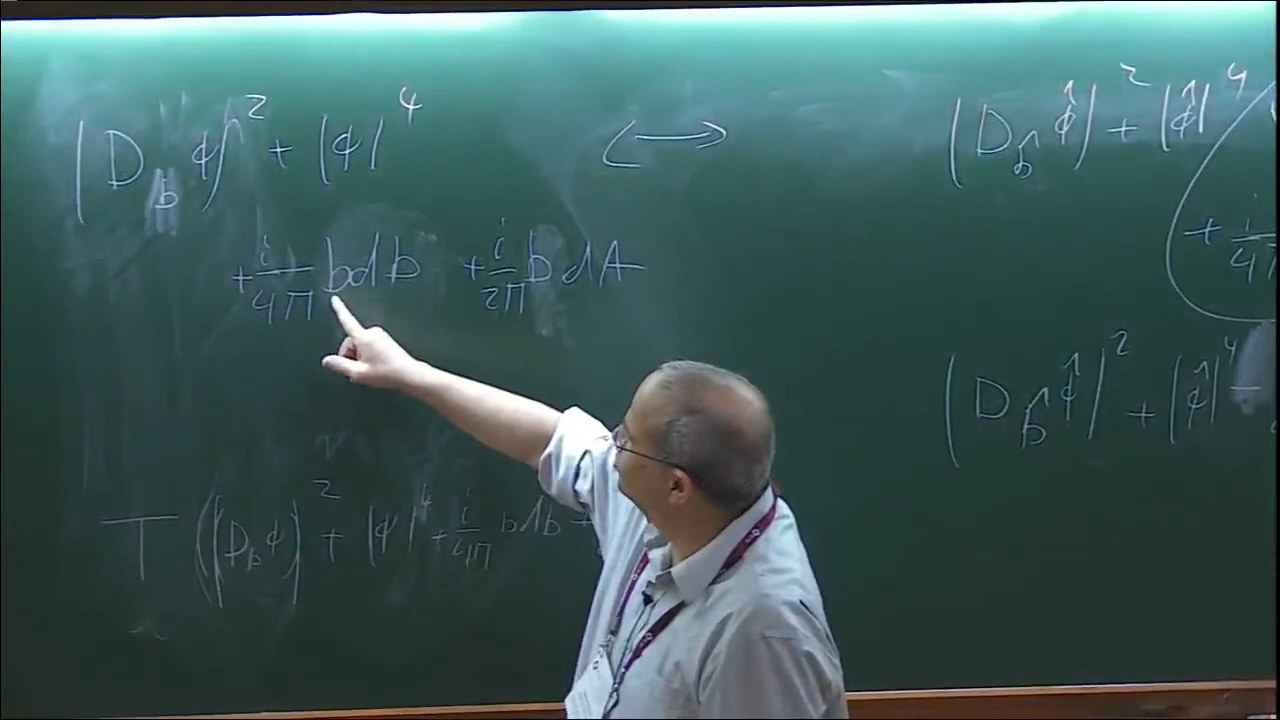 |D_b φ|² + |φ|⁴ ⟷ |D_b̂ φ̂|² + |φ̂|⁴
+ i/4π bdb + i/2π bdA + i/4π
|D_b̂ φ̂|² + |φ̂|⁴ −
T (|D_b φ|² + |φ|⁴ + i/4π bdb +